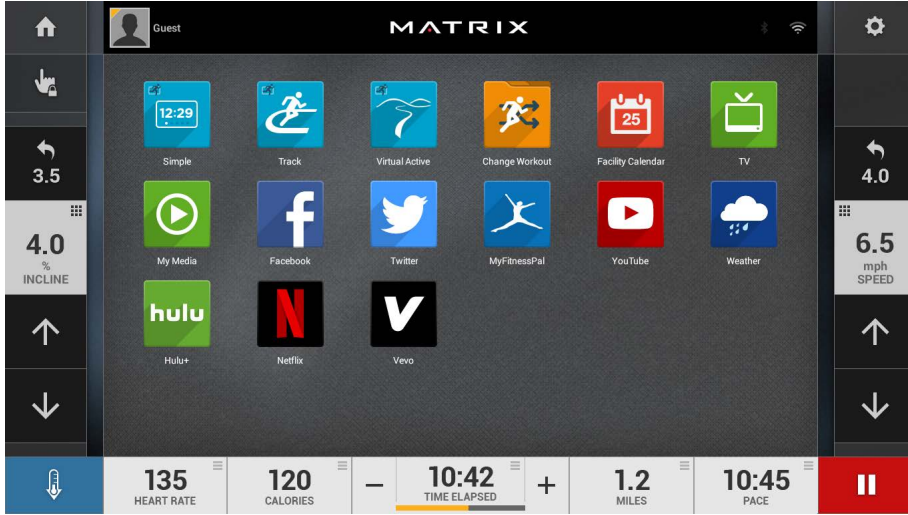 Guest
MATRIX
3.5
4.0
%
INCLINE
12:29
Simple
Track
Virtual Active
Change Workout
25
Facility Calendar
TV
My Media
f
Facebook
Twitter
MyFitnessPal
YouTube
Weather
hulu
Hulu+
N
Netflix
V
Vevo
4.0
6.5
mph
SPEED
135
HEART RATE
120
CALORIES
−
10:42
TIME ELAPSED
+
1.2
MILES
10:45
PACE